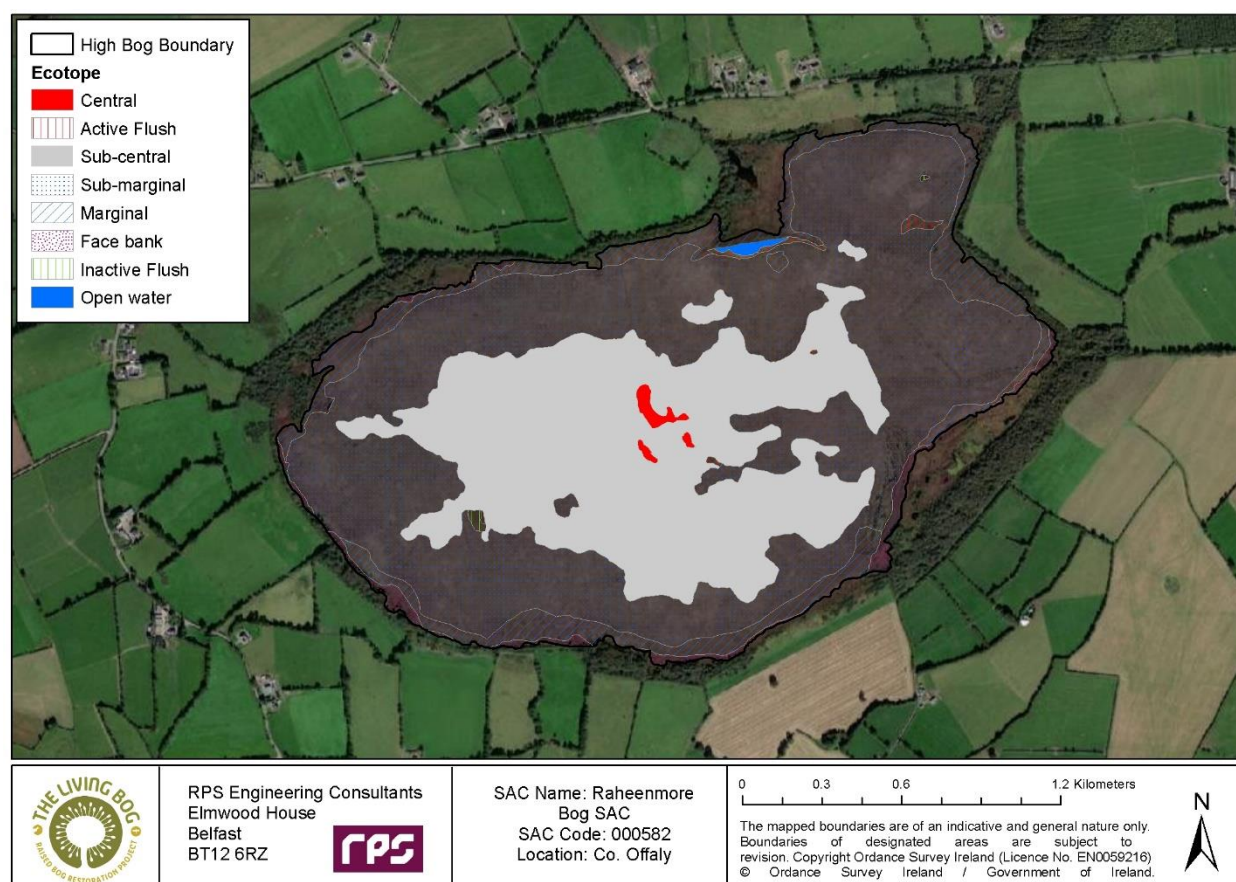 High Bog Boundary
Ecotope
Central
Active Flush
Sub-central
Sub-marginal
Marginal
Face bank
Inactive Flush
Open water
THE LIVING BOG
RAISED BOG RESTORATION PROJECT
RPS Engineering Consultants
Elmwood House
Belfast
BT12 6RZ
rps
SAC Name: Raheenmore
Bog SAC
SAC Code: 000582
Location: Co. Offaly
0 0.3 0.6 1.2 Kilometers
The mapped boundaries are of an indicative and general nature only.
Boundaries of designated areas are subject to
revision. Copyright Ordance Survey Ireland (Licence No. EN0059216)
© Ordance Survey Ireland / Government of Ireland.
N